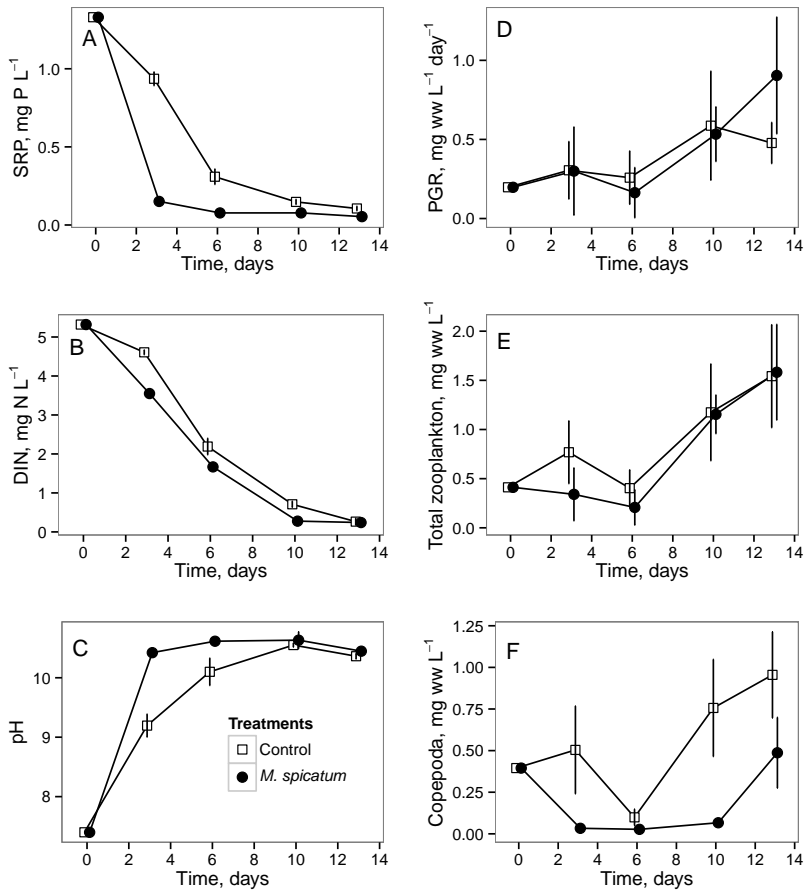 A
SRP, mg P L⁻¹
1.0
0.5
0.0
0 2 4 6 8 10 12 14
Time, days
D
PGR, mg ww L⁻¹ day⁻¹
1.0
0.5
0.0
0 2 4 6 8 10 12 14
Time, days
B
DIN, mg N L⁻¹
5
4
3
2
1
0
0 2 4 6 8 10 12 14
Time, days
E
Total zooplankton, mg ww L⁻¹
2.0
1.5
1.0
0.5
0.0
0 2 4 6 8 10 12 14
Time, days
C
pH
10
9
8
Treatments
Control
M. spicatum
0 2 4 6 8 10 12 14
Time, days
F
Copepoda, mg ww L⁻¹
1.25
1.00
0.75
0.50
0.25
0.00
0 2 4 6 8 10 12 14
Time, days